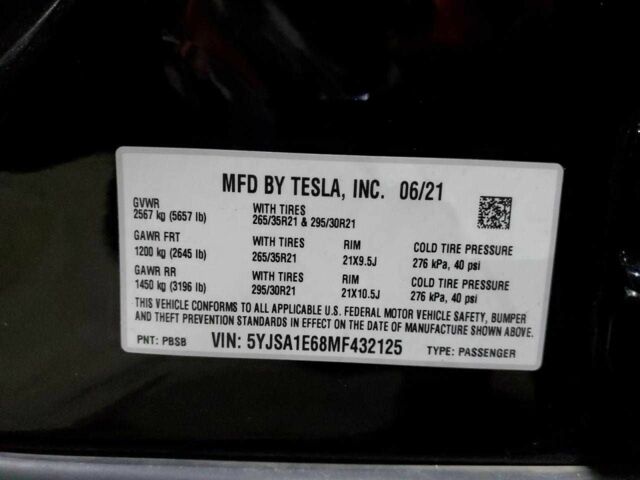 MFD BY TESLA, INC. 06/21
GVWR
2567 kg (5657 lb)
WITH TIRES
265/35R21 & 295/30R21
GAWR FRT
1200 kg (2645 lb)
WITH TIRES
265/35R21
RIM
21X9.5J
COLD TIRE PRESSURE
276 kPa, 40 psi
GAWR RR
1450 kg (3196 lb)
WITH TIRES
295/30R21
RIM
21X10.5J
COLD TIRE PRESSURE
276 kPa, 40 psi
THIS VEHICLE CONFORMS TO ALL APPLICABLE U.S. FEDERAL MOTOR VEHICLE SAFETY, BUMPER
AND THEFT PREVENTION STANDARDS IN EFFECT ON THE DATE OF MANUFACTURE SHOWN ABOVE.
PNT: PBSB VIN: 5YJSA1E68MF432125 TYPE: PASSENGER